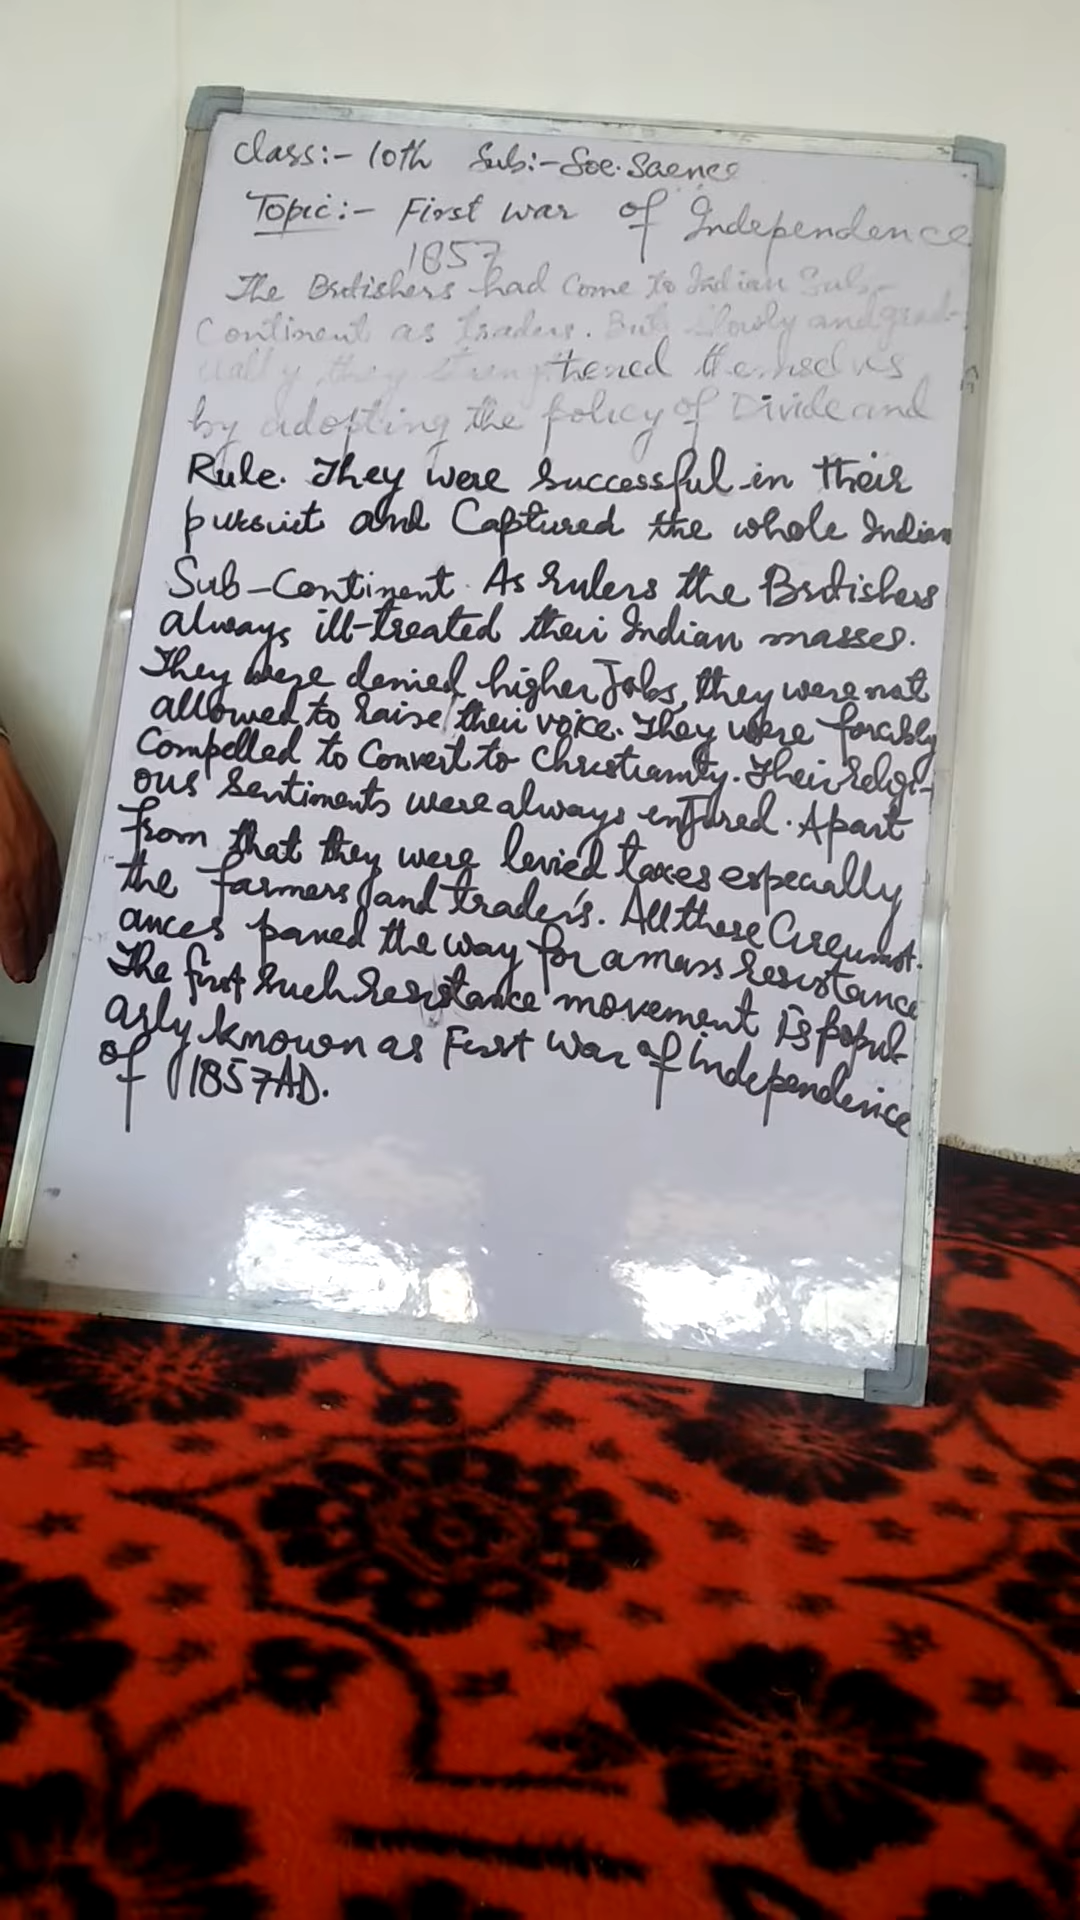 Class:- 10th Sub:- Soc. Science
Topic:- First war of Independence
1857
The Britishers had come to Indian Sub-
Continent as traders. But slowly and grad-
ually they strengthened themselves
by adopting the policy of Divide and
Rule. They were successful in their
pursuit and Captured the whole Indian
Sub-Continent. As rulers the Britishers
always ill-treated their Indian masses.
They were denied higher Jobs, they were not
allowed to raise their voice. They were forcibly
Compelled to Convert to Christianity. Their religi-
ous Sentiments were always enjured. Apart
from that they were levied taxes especially
the farmers and trader's. All these Circumst-
ances paved the way for a mass resistance
The first such resistance movement is popul-
arly known as First War of Independence
of 1857AD.